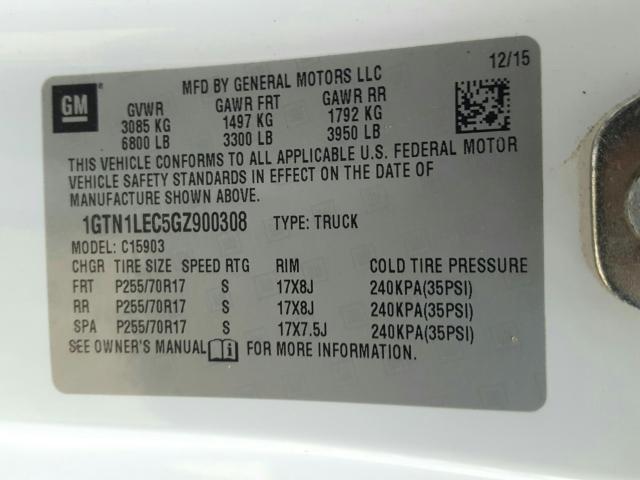 GM
MFD BY GENERAL MOTORS LLC
12/15
GVWR GAWR FRT GAWR RR
3085 KG 1497 KG 1792 KG
6800 LB 3300 LB 3950 LB
THIS VEHICLE CONFORMS TO ALL APPLICABLE U.S. FEDERAL MOTOR
VEHICLE SAFETY STANDARDS IN EFFECT ON THE DATE OF
MANUFACTURE SHOWN ABOVE.
1GTN1LEC5GZ900308 TYPE: TRUCK
MODEL: C15903
CHGR TIRE SIZE SPEED RTG RIM COLD TIRE PRESSURE
FRT P255/70R17 S 17X8J 240KPA(35PSI)
RR P255/70R17 S 17X8J 240KPA(35PSI)
SPA P255/70R17 S 17X7.5J 240KPA(35PSI)
SEE OWNER'S MANUAL FOR MORE INFORMATION.